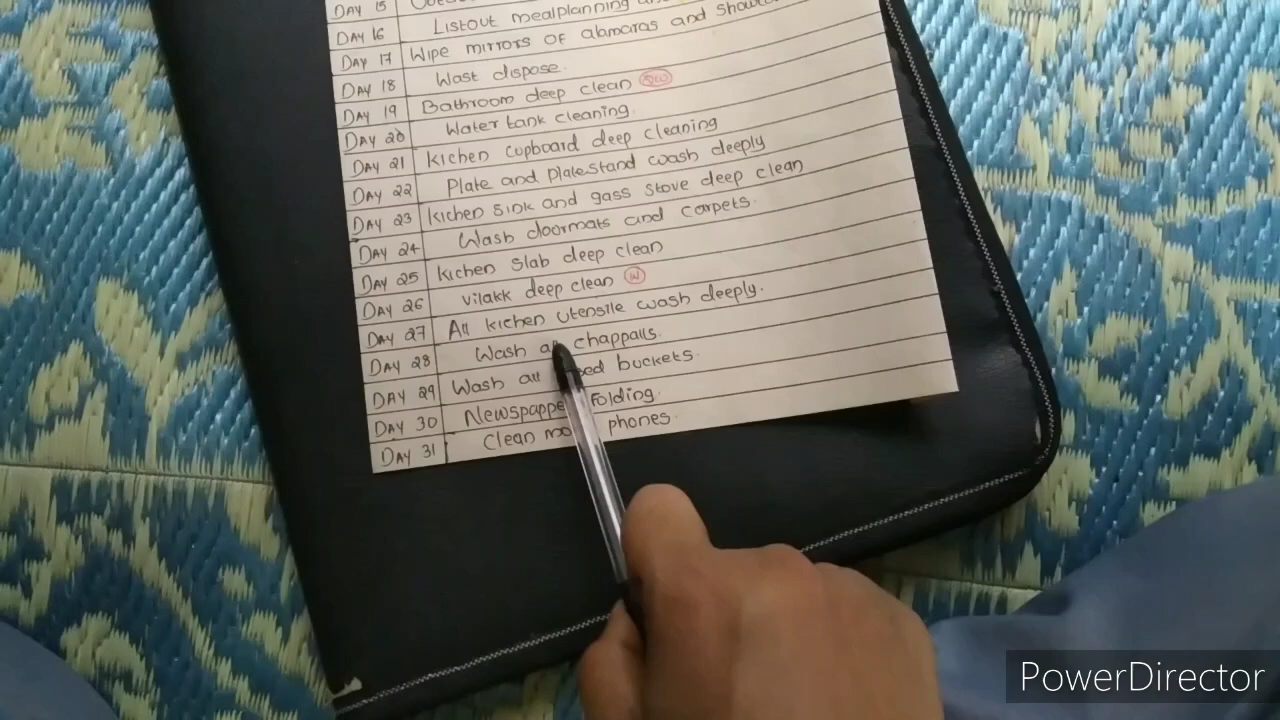 DAY 15
DAY 16 Listout mealplanning
DAY 17 Wipe mirrors of alamaras and
DAY 18 Wast dispose.
DAY 19 Bathroom deep clean
DAY 20 Water tank cleaning.
DAY 21 Kichen cupboard deep cleaning
DAY 22 Plate and platestand wash deeply
DAY 23 Kichen sink and gass stove deep clean
DAY 24 Wash doormats and carpets.
DAY 25 Kichen slab deep clean
DAY 26 Vilakk deep clean W
DAY 27 All kichen utensile wash deeply.
DAY 28 Wash chappals.
DAY 29 Wash all buckets.
DAY 30 folding.
DAY 31 Clean phones.
PowerDirector